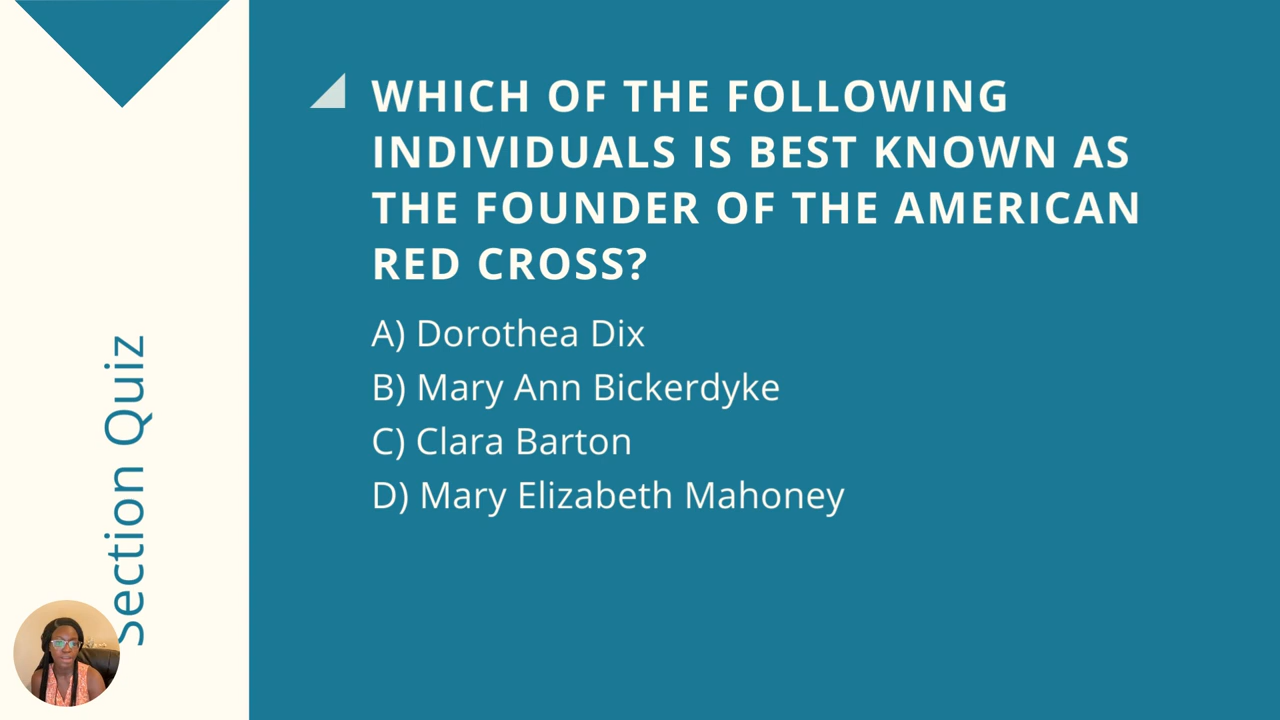 WHICH OF THE FOLLOWING
INDIVIDUALS IS BEST KNOWN AS
THE FOUNDER OF THE AMERICAN
RED CROSS?
A) Dorothea Dix
B) Mary Ann Bickerdyke
C) Clara Barton
D) Mary Elizabeth Mahoney
Section Quiz